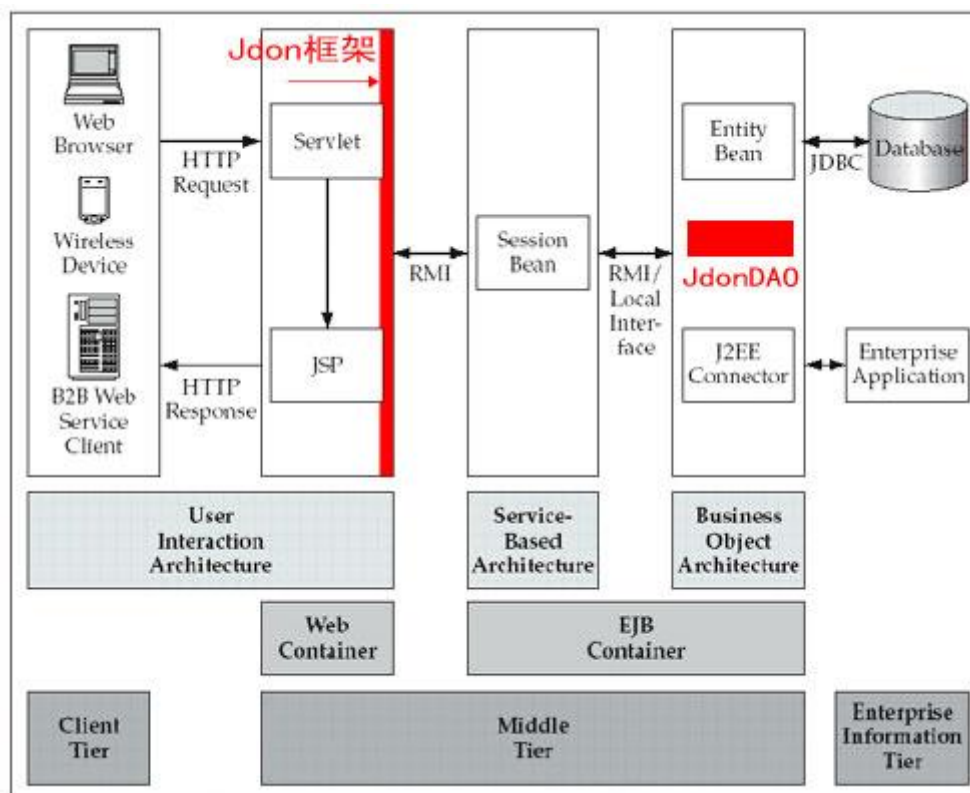 Jdon框架
Web
Browser
Wireless
Device
B2B Web
Service
Client
HTTP
Request
HTTP
Response
Servlet
JSP
RMI
Session
Bean
RMI/
Local
Inter-
face
Entity
Bean
JdonDAO
J2EE
Connector
JDBC
Database
Enterprise
Application
User
Interaction
Architecture
Service-
Based
Architecture
Business
Object
Architecture
Web
Container
EJB
Container
Client
Tier
Middle
Tier
Enterprise
Information
Tier